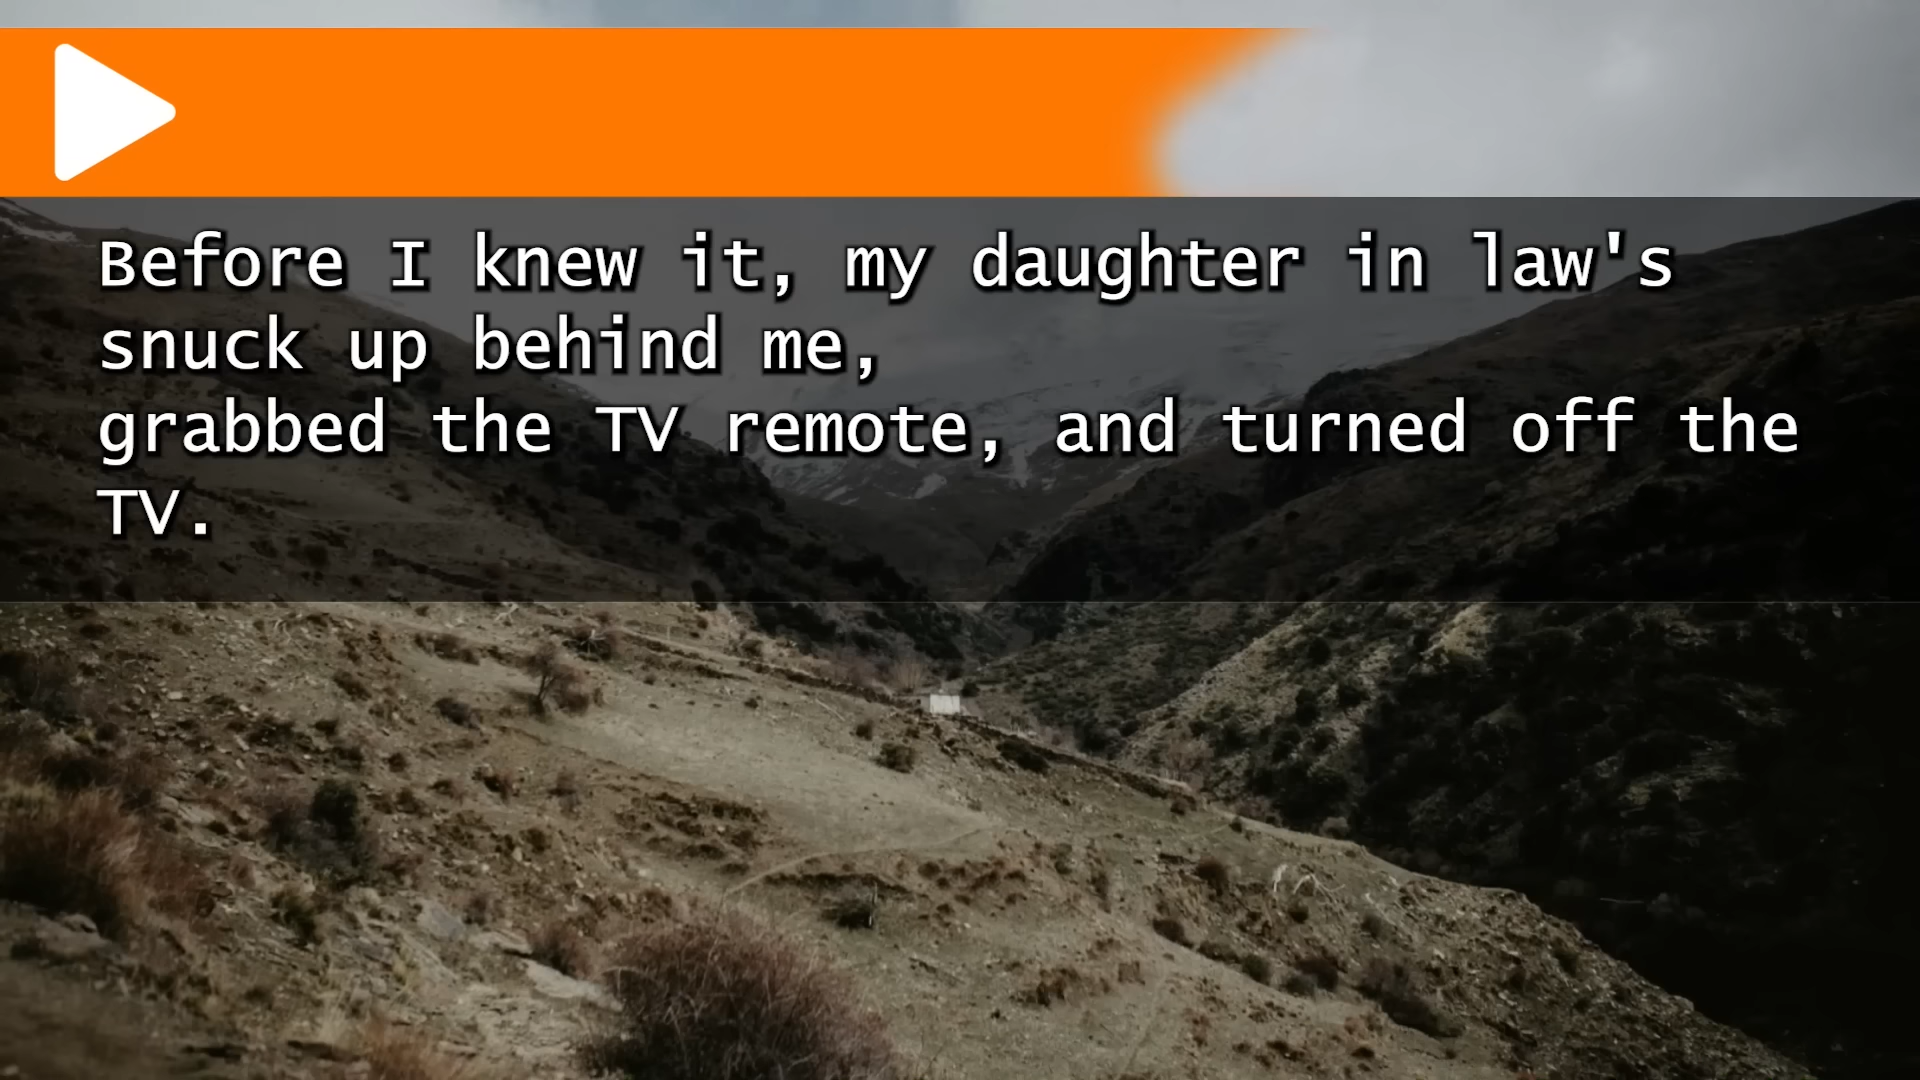 Before I knew it, my daughter in law's
snuck up behind me,
grabbed the TV remote, and turned off the
TV.